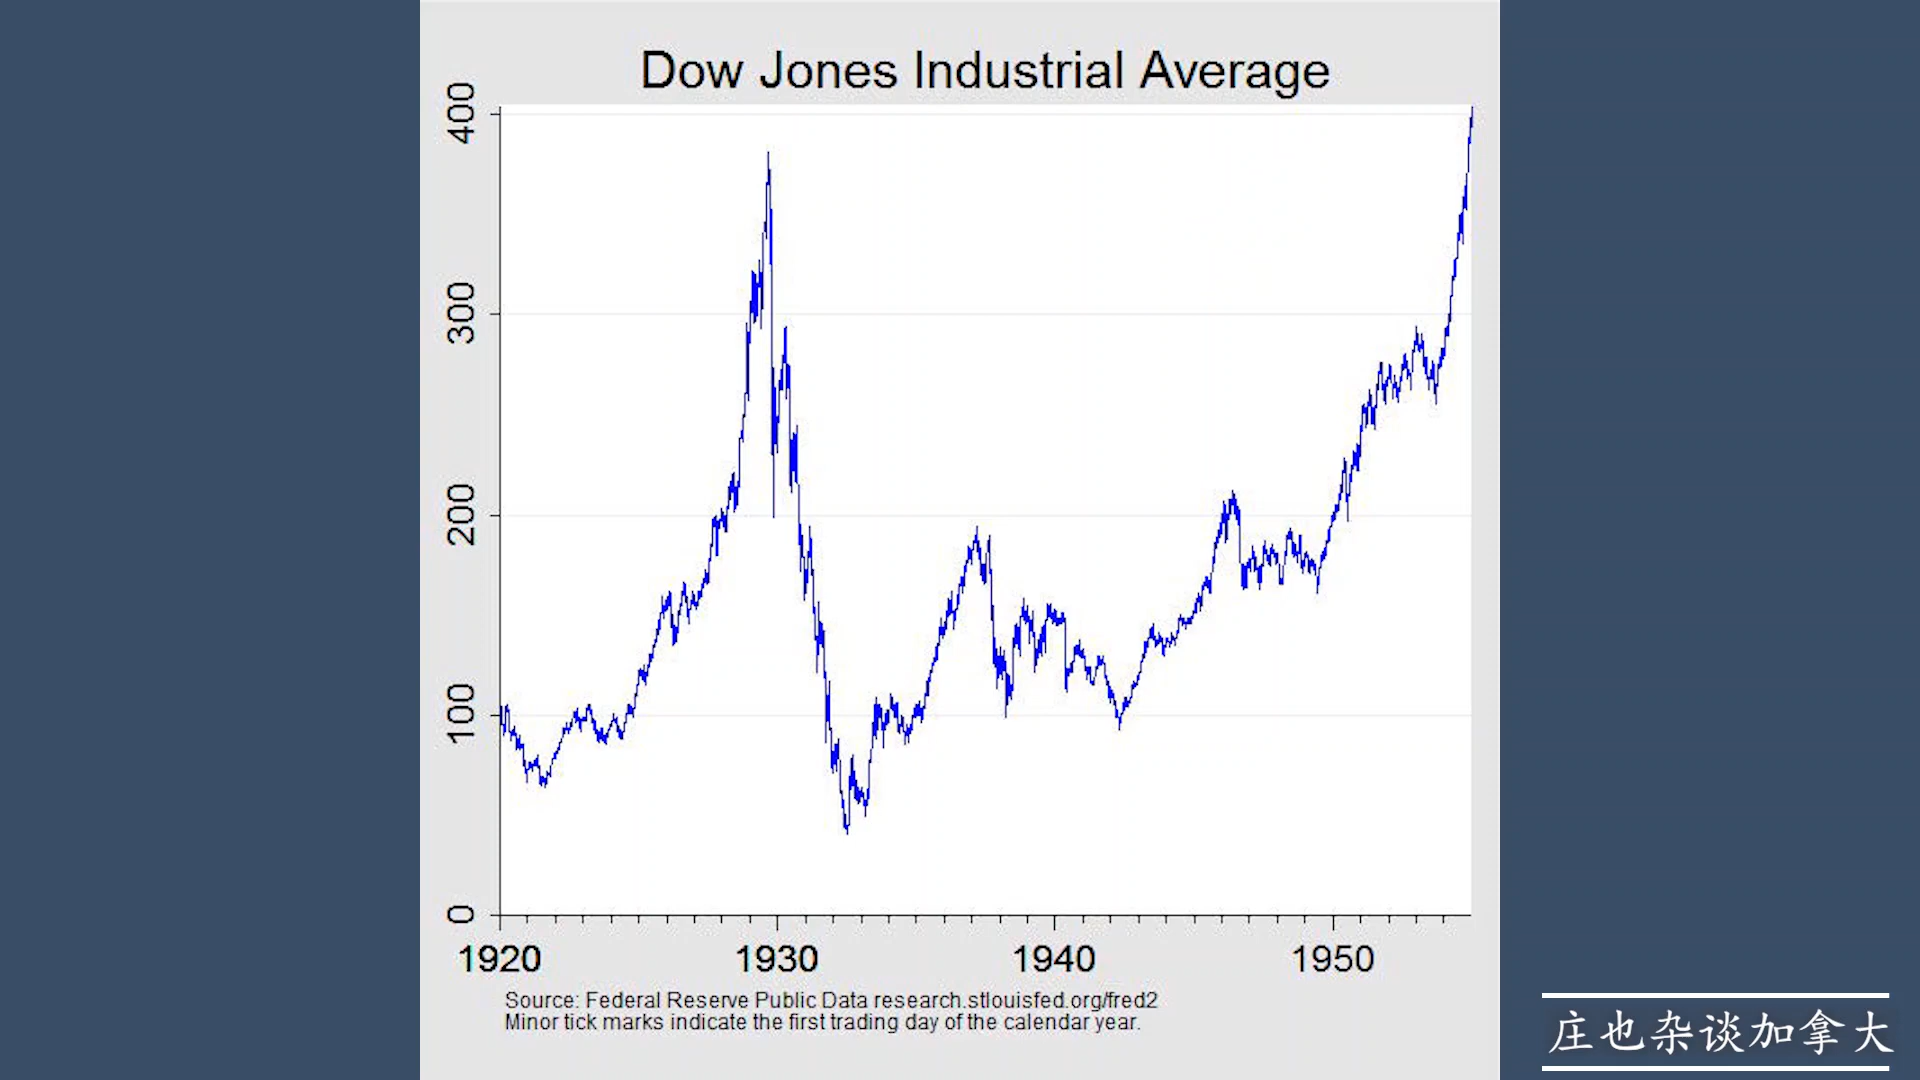 Dow Jones Industrial Average
400
300
200
100
0
1920 1930 1940 1950
Source: Federal Reserve Public Data research.stlouisfed.org/fred2
Minor tick marks indicate the first trading day of the calendar year.
庄也杂谈加拿大